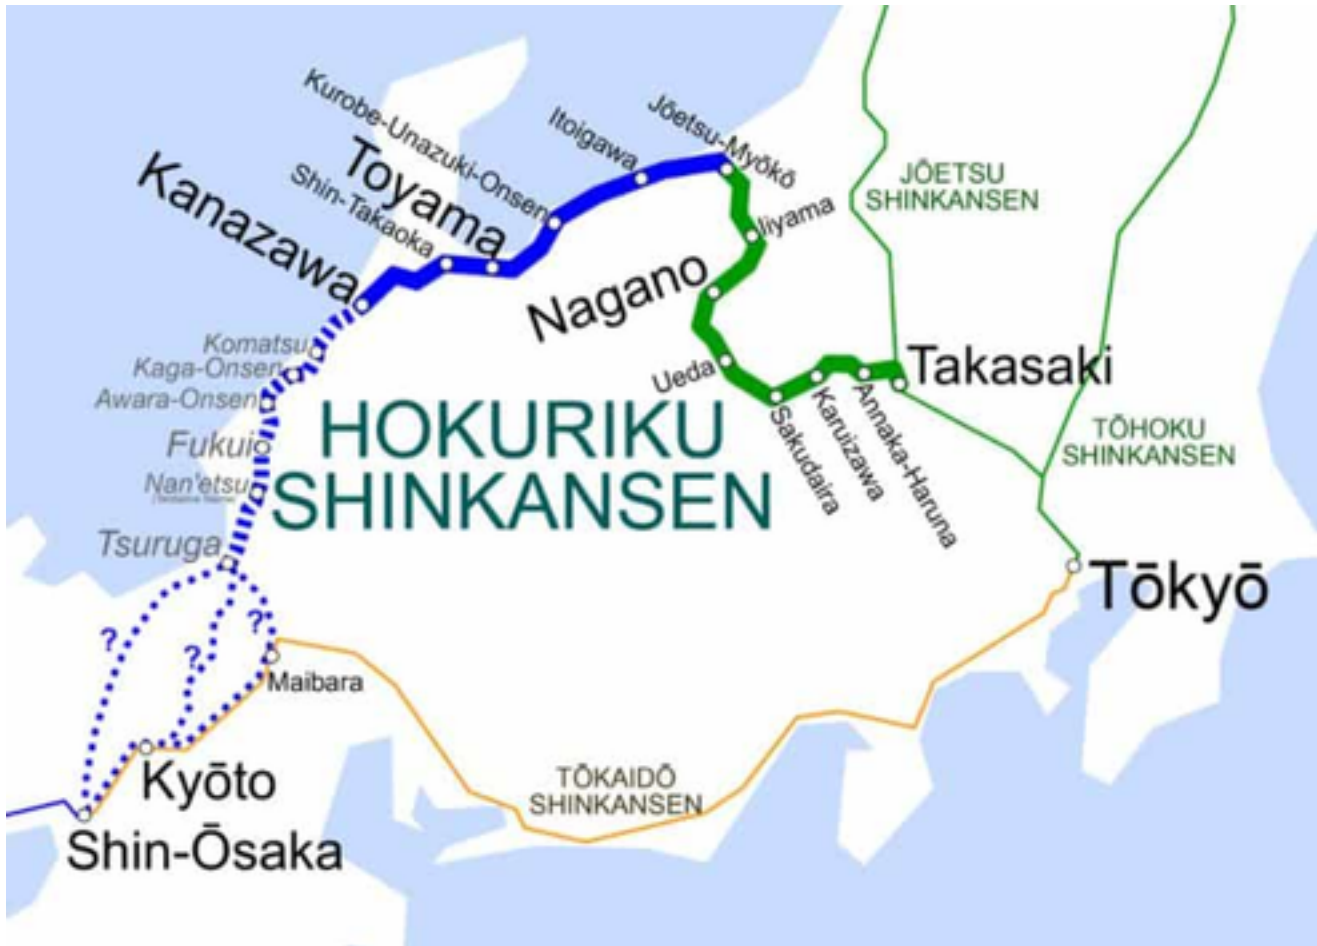 Kurobe-Unazuki-Onsen
Itoigawa
Jōetsu-Myōkō
Toyama
Shin-Takaoka
Kanazawa
Iiyama
JŌETSU
SHINKANSEN
Nagano
Komatsu
Kaga-Onsen
Awara-Onsen
Ueda
Takasaki
Sakudaira
Karuizawa
Annaka-Haruna
HOKURIKU
SHINKANSEN
TŌHOKU
SHINKANSEN
Fukui
Nan'etsu
Tsuruga
Tōkyō
?
?
?
Maibara
Kyōto
TŌKAIDŌ
SHINKANSEN
Shin-Ōsaka